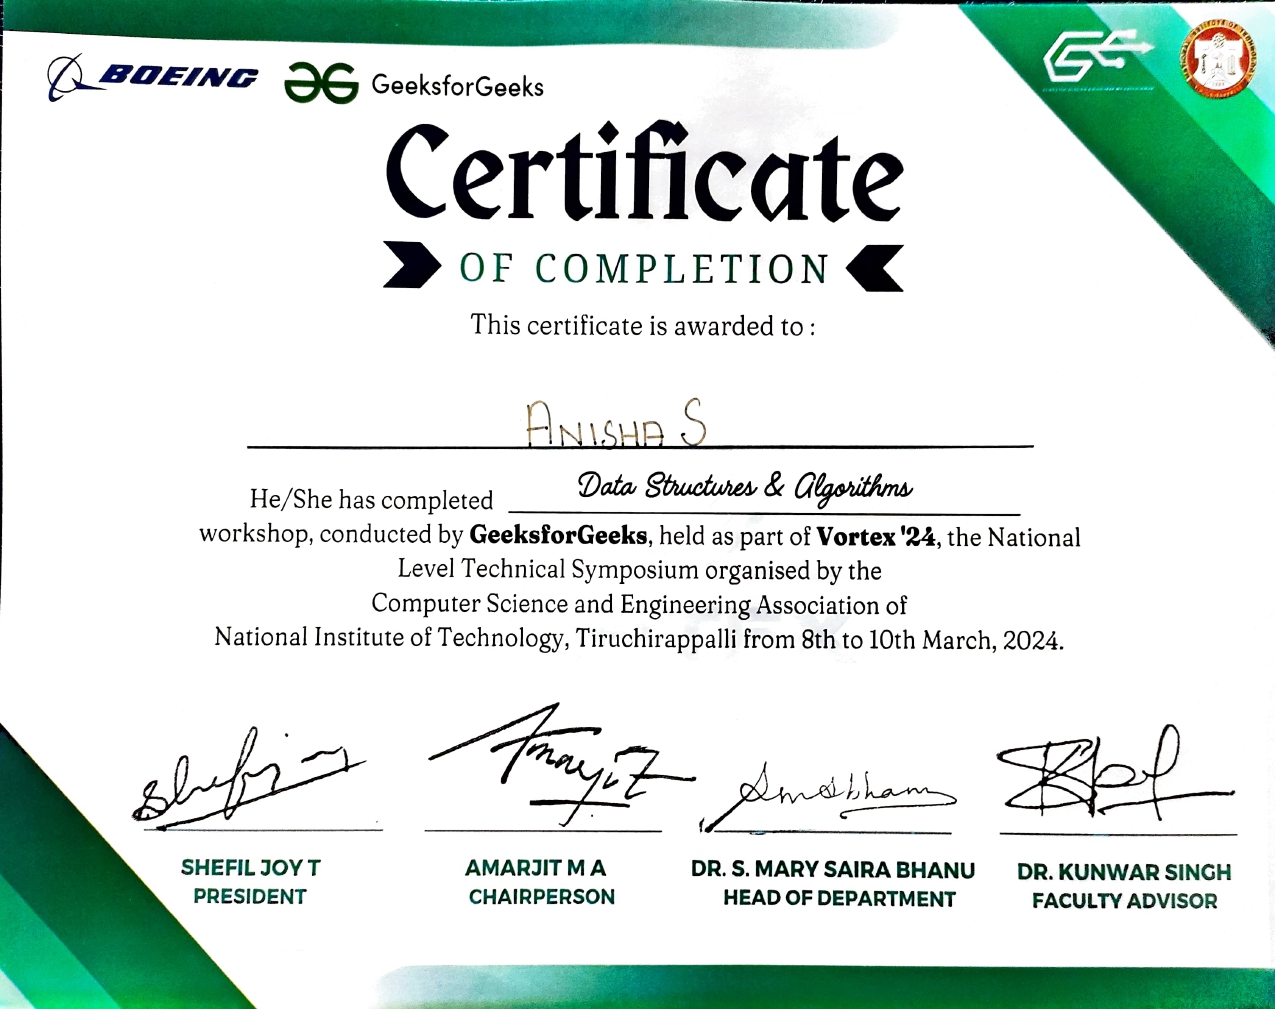 BOEING GeeksforGeeks
Certificate
OF COMPLETION
This certificate is awarded to :
ANISHA S
He/She has completed Data Structures & Algorithms
workshop, conducted by GeeksforGeeks, held as part of Vortex '24, the National
Level Technical Symposium organised by the
Computer Science and Engineering Association of
National Institute of Technology, Tiruchirappalli from 8th to 10th March, 2024.
SHEFIL JOY T
PRESIDENT
AMARJIT M A
CHAIRPERSON
DR. S. MARY SAIRA BHANU
HEAD OF DEPARTMENT
DR. KUNWAR SINGH
FACULTY ADVISOR